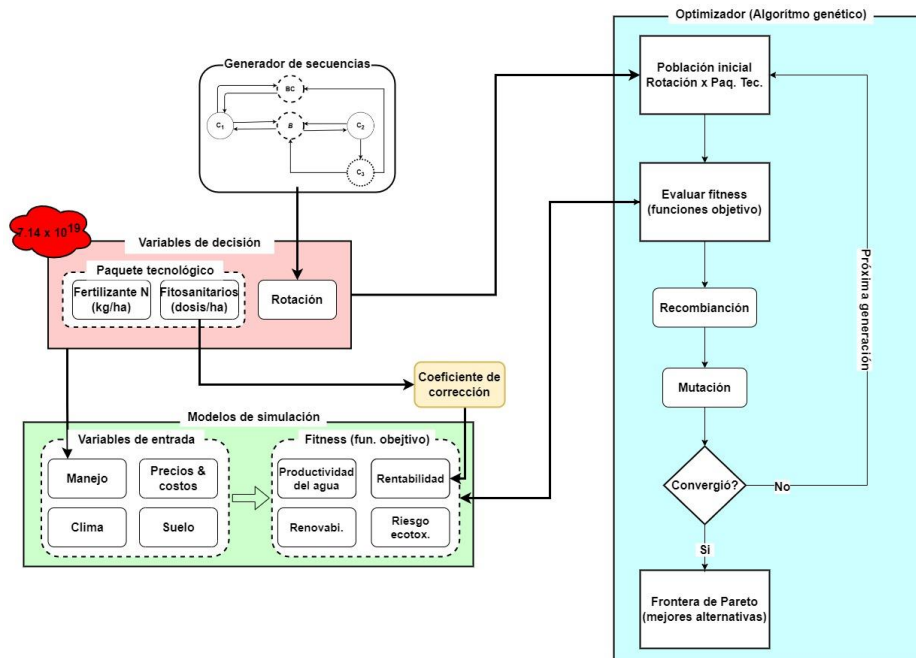 Optimizador (Algoritmo genético)
Generador de secuencias
BC
C1
B
C2
C3
Población inicial
Rotación x Paq. Tec.
Evaluar fitness
(funciones objetivo)
7.14 x 10^19
Variables de decisión
Paquete tecnológico
Fertilizante N
(kg/ha)
Fitosanitarios
(dosis/ha)
Rotación
Recombianción
Próxima generación
Mutación
Coeficiente de
corrección
Modelos de simulación
Variables de entrada
Manejo
Precios &
costos
Clima
Suelo
Fitness (fun. obejtivo)
Productividad
del agua
Rentabilidad
Renovabi.
Riesgo
ecotox.
Convergió?
No
Si
Frontera de Pareto
(mejores alternativas)